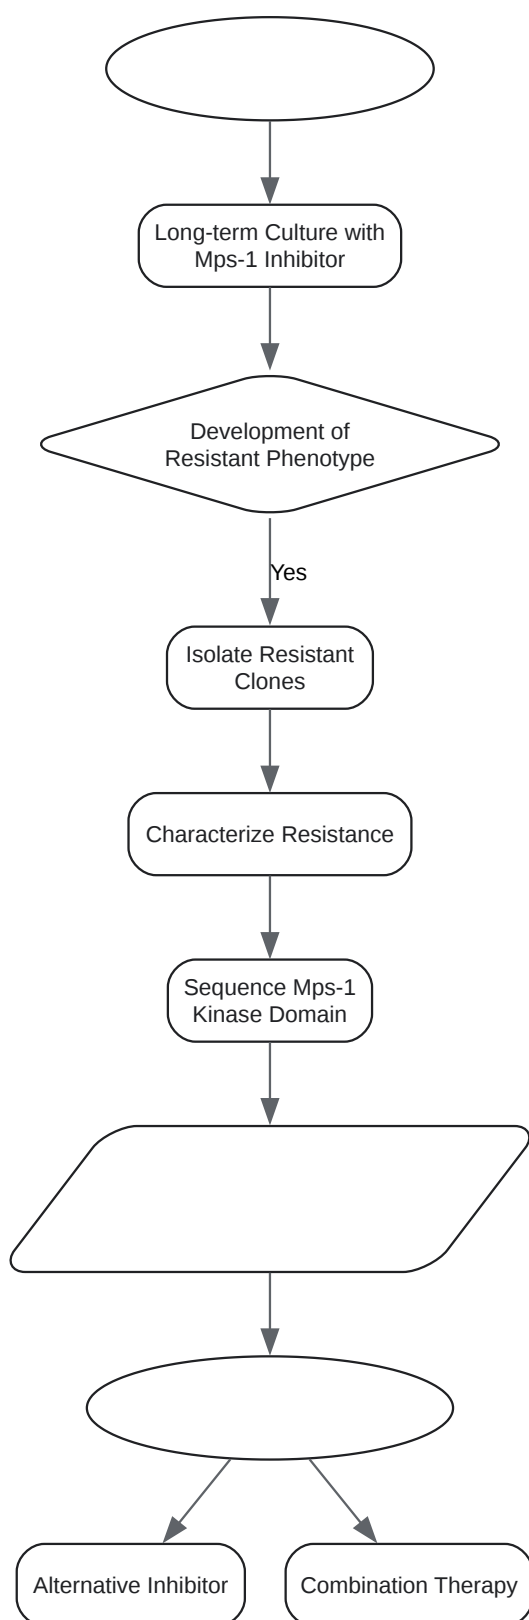 Long-term Culture with
Mps-1 Inhibitor
Development of
Resistant Phenotype
Yes
Isolate Resistant
Clones
Characterize Resistance
Sequence Mps-1
Kinase Domain
Alternative Inhibitor
Combination Therapy